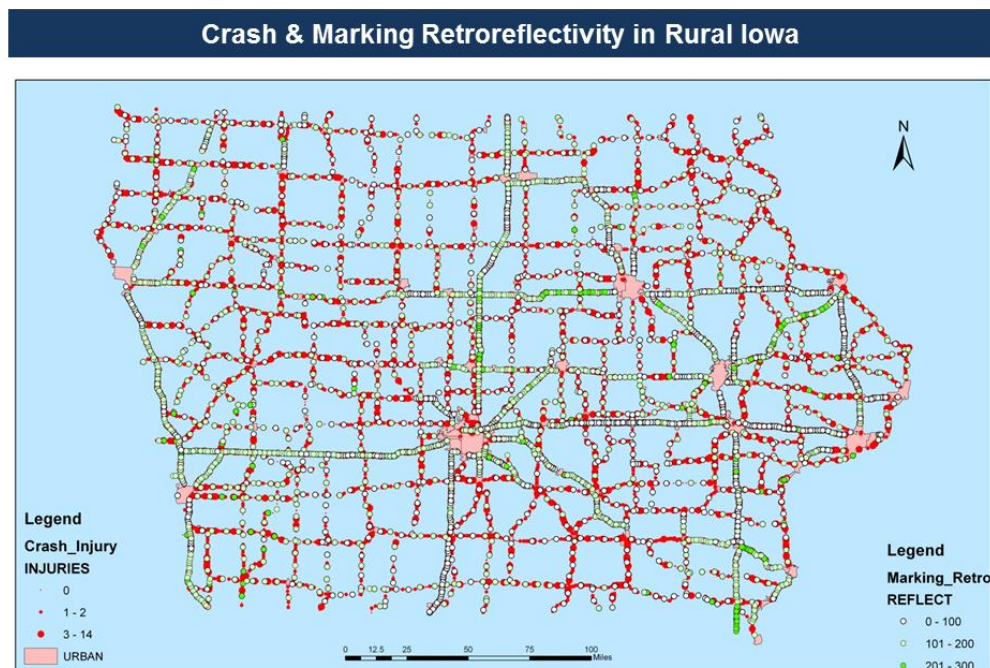 Crash & Marking Retroreflectivity in Rural Iowa
N
Legend
Crash_Injury
INJURIES
0
1 - 2
3 - 14
URBAN
0 12.5 25 50 75 100
Miles
Legend
Marking_Retro
REFLECT
0 - 100
101 - 200
201 - 300